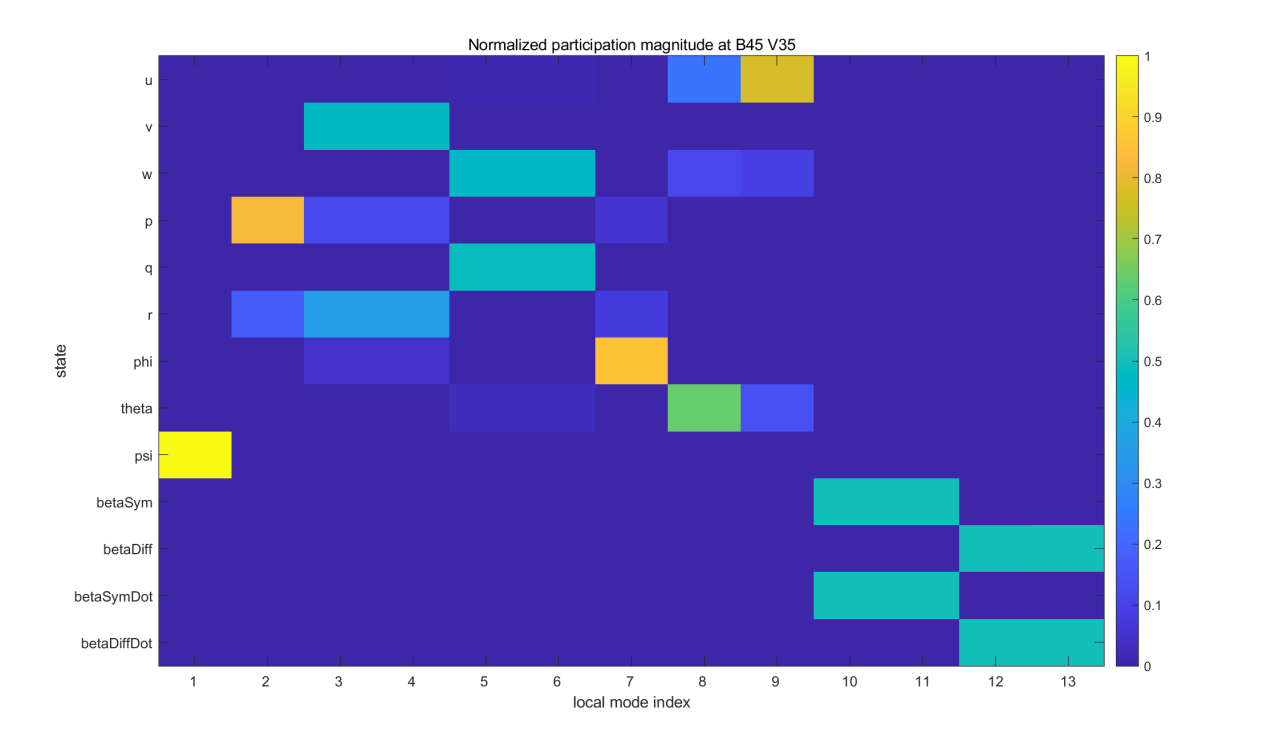 Normalized participation magnitude at B45 V35
state
u
v
w
p
q
r
phi
theta
psi
betaSym
betaDiff
betaSymDot
betaDiffDot
1 2 3 4 5 6 7 8 9 10 11 12 13
local mode index
1
0.9
0.8
0.7
0.6
0.5
0.4
0.3
0.2
0.1
0